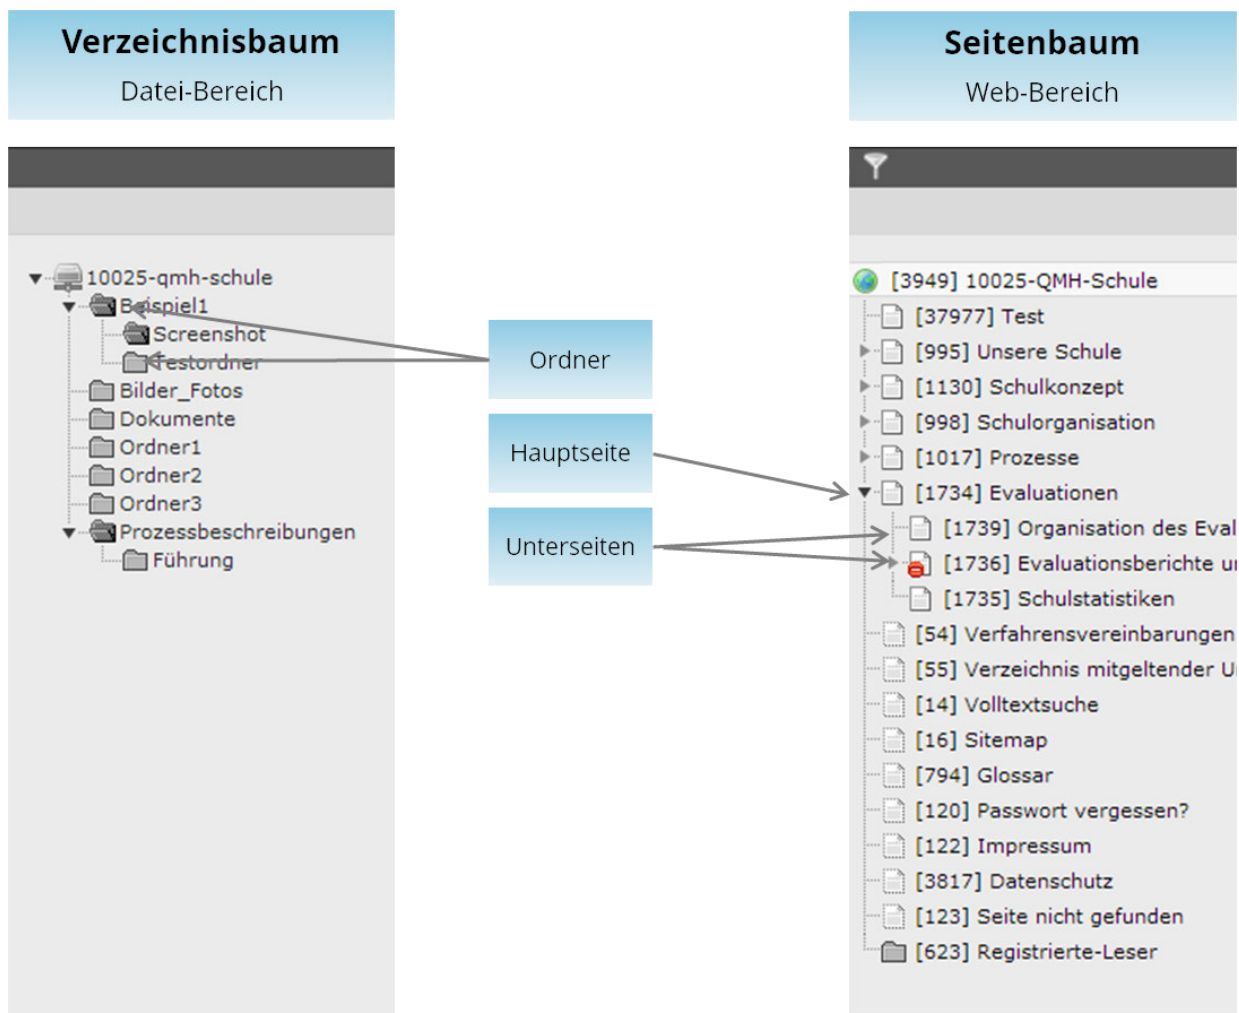 Verzeichnisbaum
Datei-Bereich
10025-qmh-schule
Beispiel1
Screenshot
Testordner
Bilder_Fotos
Dokumente
Ordner1
Ordner2
Ordner3
Prozessbeschreibungen
Führung
Ordner
Hauptseite
Unterseiten
Seitenbaum
Web-Bereich
[3949] 10025-QMH-Schule
[37977] Test
[995] Unsere Schule
[1130] Schulkonzept
[998] Schulorganisation
[1017] Prozesse
[1734] Evaluationen
[1739] Organisation des Eval
[1736] Evaluationsberichte un
[1735] Schulstatistiken
[54] Verfahrensvereinbarungen
[55] Verzeichnis mitgeltender Un
[14] Volltextsuche
[16] Sitemap
[794] Glossar
[120] Passwort vergessen?
[122] Impressum
[3817] Datenschutz
[123] Seite nicht gefunden
[623] Registrierte-Leser